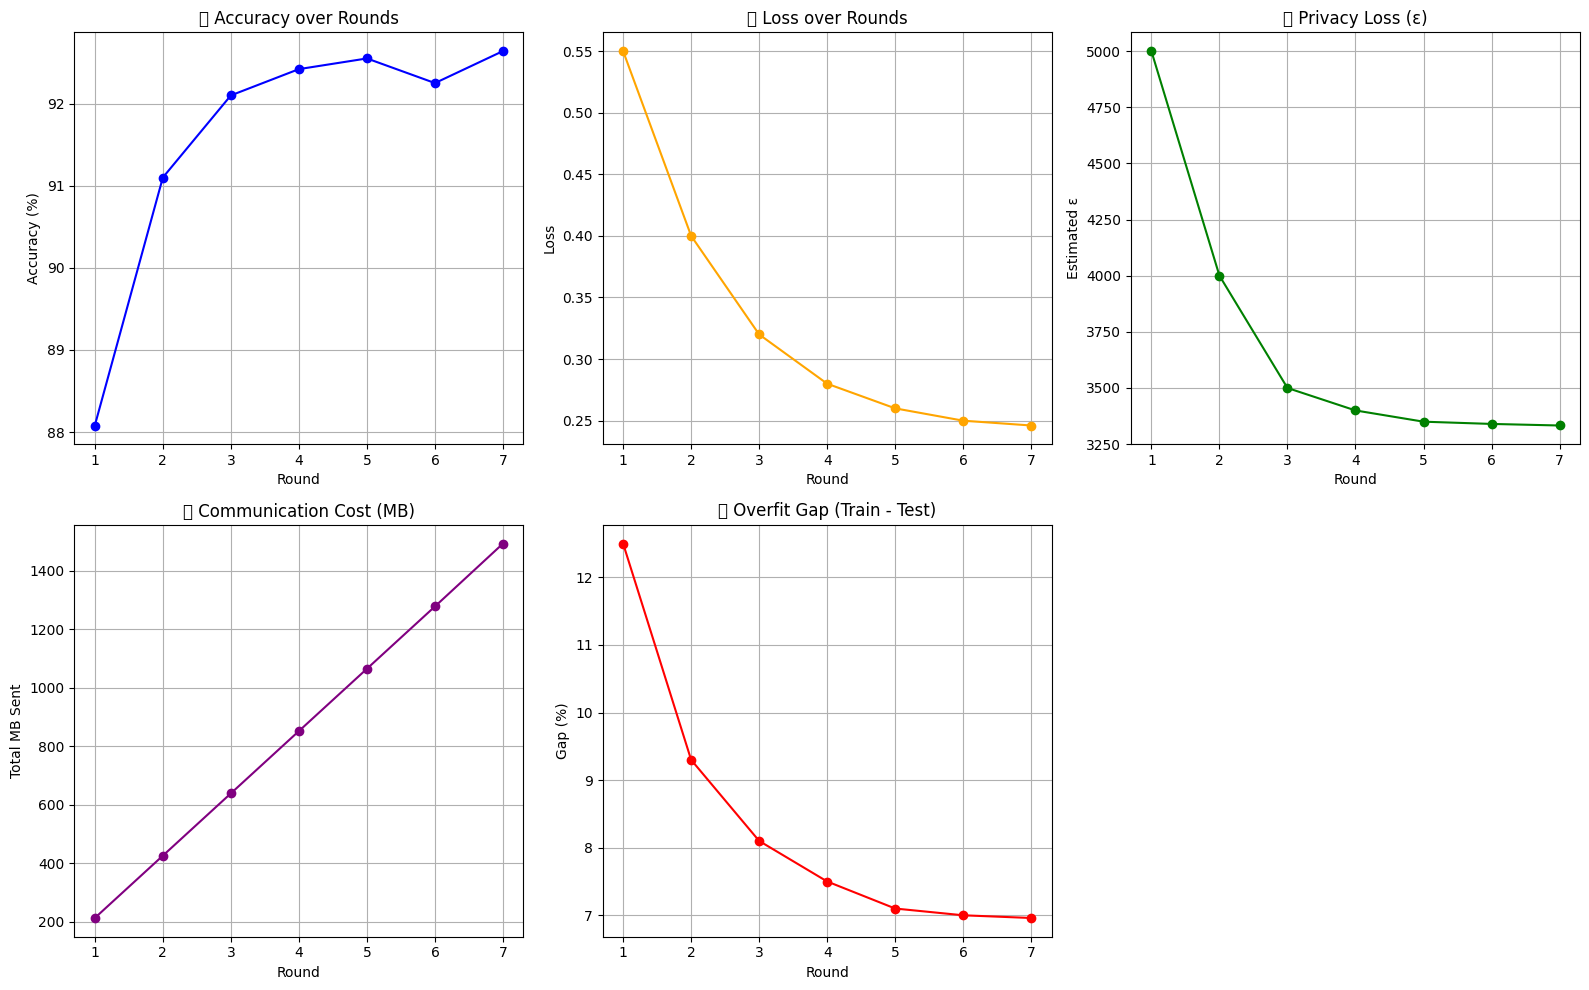 ▯ Accuracy over Rounds
Accuracy (%)
92
91
90
89
88
1 2 3 4 5 6 7
Round
▯ Loss over Rounds
Loss
0.55
0.50
0.45
0.40
0.35
0.30
0.25
1 2 3 4 5 6 7
Round
▯ Privacy Loss (ε)
Estimated ε
5000
4750
4500
4250
4000
3750
3500
3250
1 2 3 4 5 6 7
Round
▯ Communication Cost (MB)
Total MB Sent
1400
1200
1000
800
600
400
200
1 2 3 4 5 6 7
Round
▯ Overfit Gap (Train - Test)
Gap (%)
12
11
10
9
8
7
1 2 3 4 5 6 7
Round